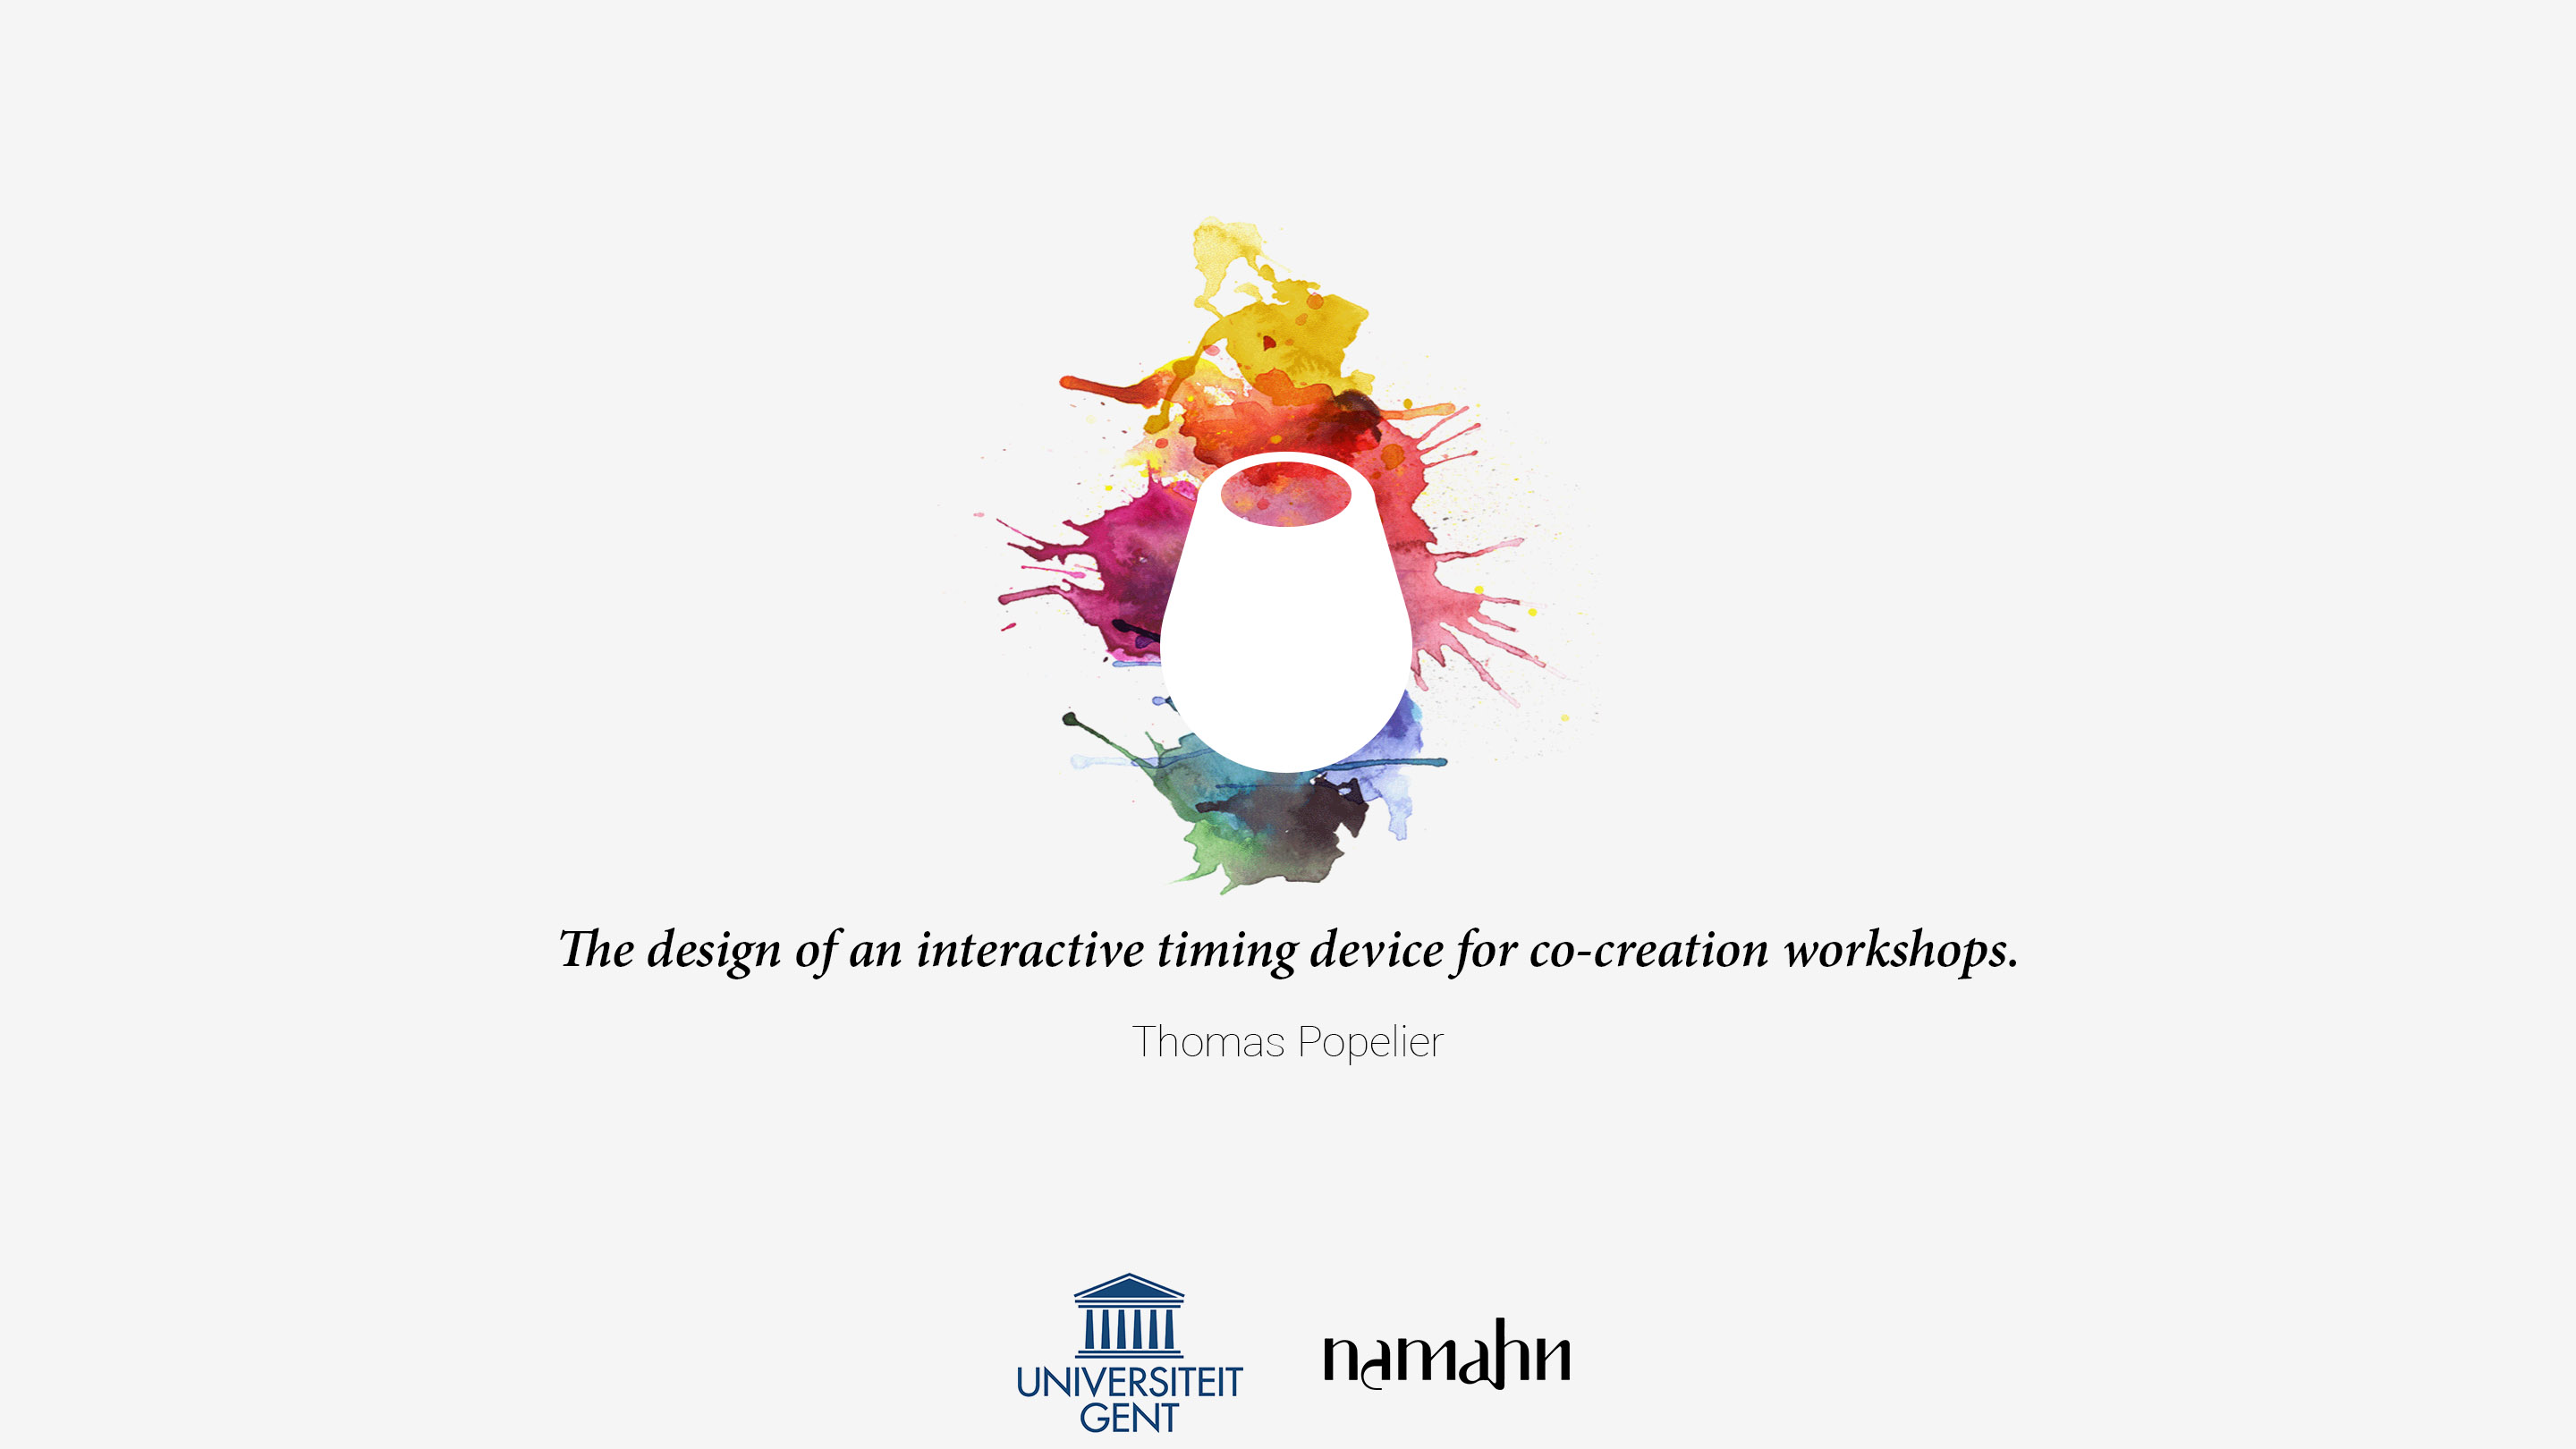 The design of an interactive timing device for co-creation workshops.
Thomas Popelier
UNIVERSITEIT
GENT
namahn